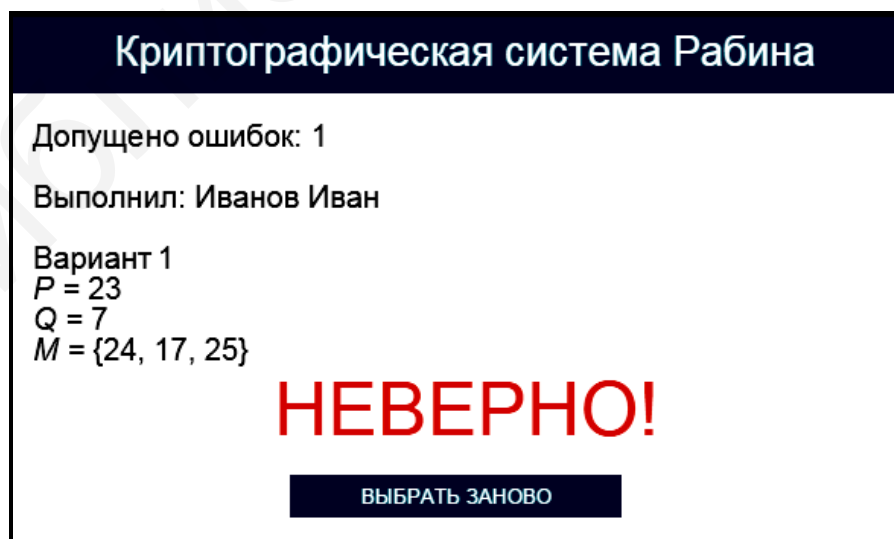 Криптографическая система Рабина
Допущено ошибок: 1
Выполнил: Иванов Иван
Вариант 1
P = 23
Q = 7
M = {24, 17, 25}
НЕВЕРНО!
ВЫБРАТЬ ЗАНОВО